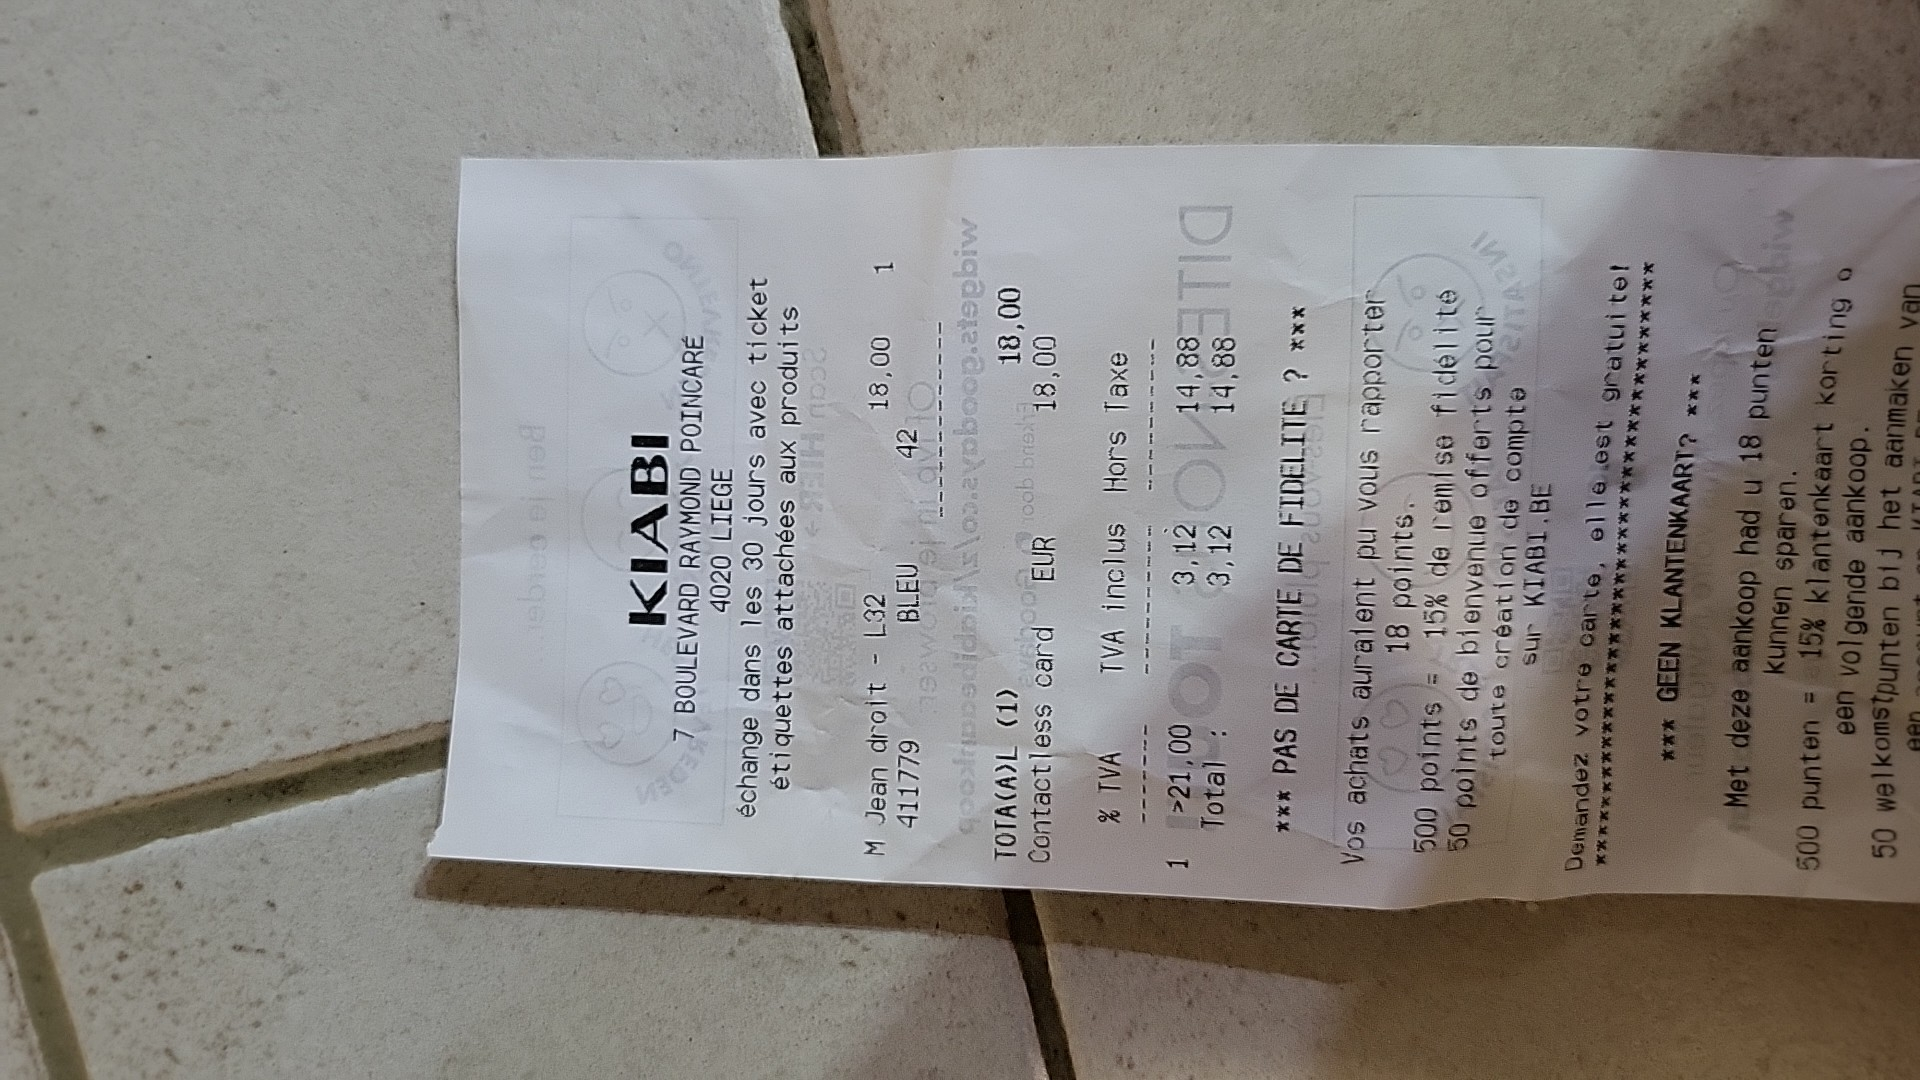 KIABI
7 BOULEVARD RAYMOND POINCARÉ
4020 LIEGE
échange dans les 30 jours avec ticket
étiquettes attachées aux produits
M Jean droit - L32 18,00 1
4111779 BLEU 42
TOTA(A)L (1) 18,00
Contactless card EUR 18,00
% TVA TVA inclus Hors Taxe
1 >21,00 3,12 14,88
Total : 3,12 14,88
*** PAS DE CARTE DE FIDELITE ? ***
Vos achats auraient pu vous rapporter
18 points.
500 points = 15% de remise fidélité
50 points de bienvenue offerts pour
toute création de compte
sur KIABI.BE
Demandez votre carte, elle est gratuite!
*** GEEN KLANTENKAART? ***
Met deze aankoop had u 18 punten
kunnen sparen.
500 punten = 15% klantenkaart korting o
een volgende aankoop.
50 welkomstpunten bij het aanmaken van